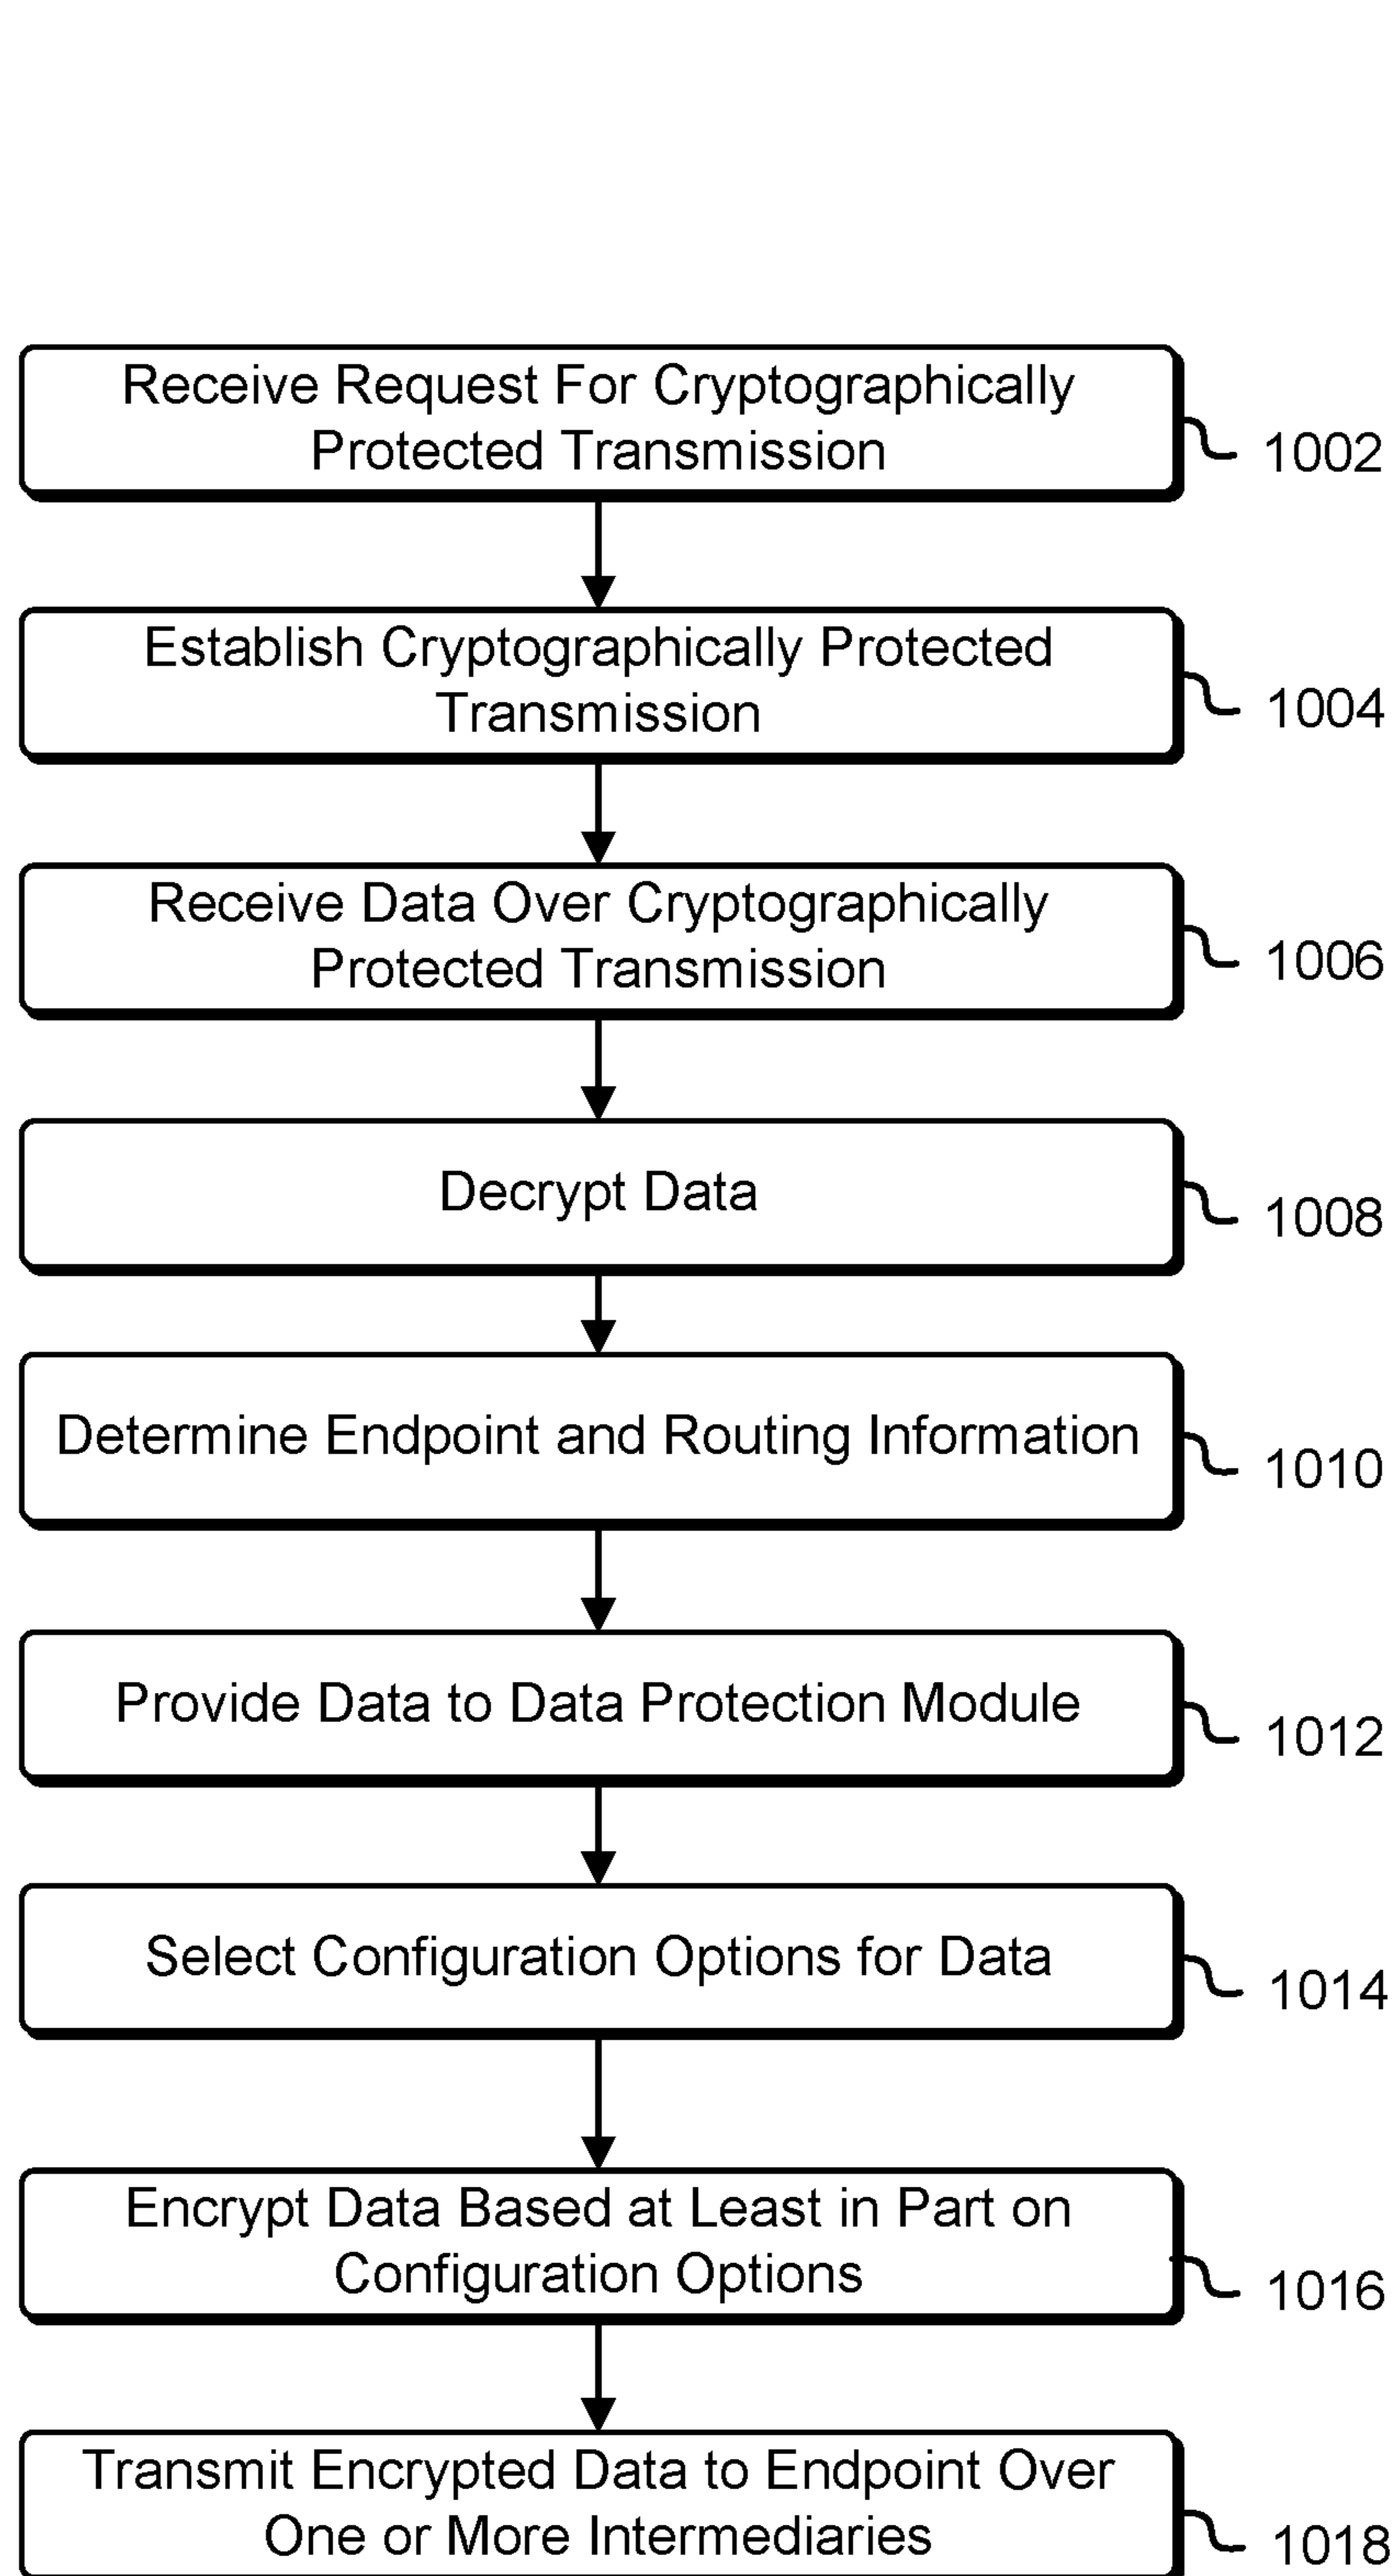 Receive Request For Cryptographically
Protected Transmission
1002
Establish Cryptographically Protected
Transmission
1004
Receive Data Over Cryptographically
Protected Transmission
1006
Decrypt Data
1008
Determine Endpoint and Routing Information
1010
Provide Data to Data Protection Module
1012
Select Configuration Options for Data
1014
Encrypt Data Based at Least in Part on
Configuration Options
1016
Transmit Encrypted Data to Endpoint Over
One or More Intermediaries
1018